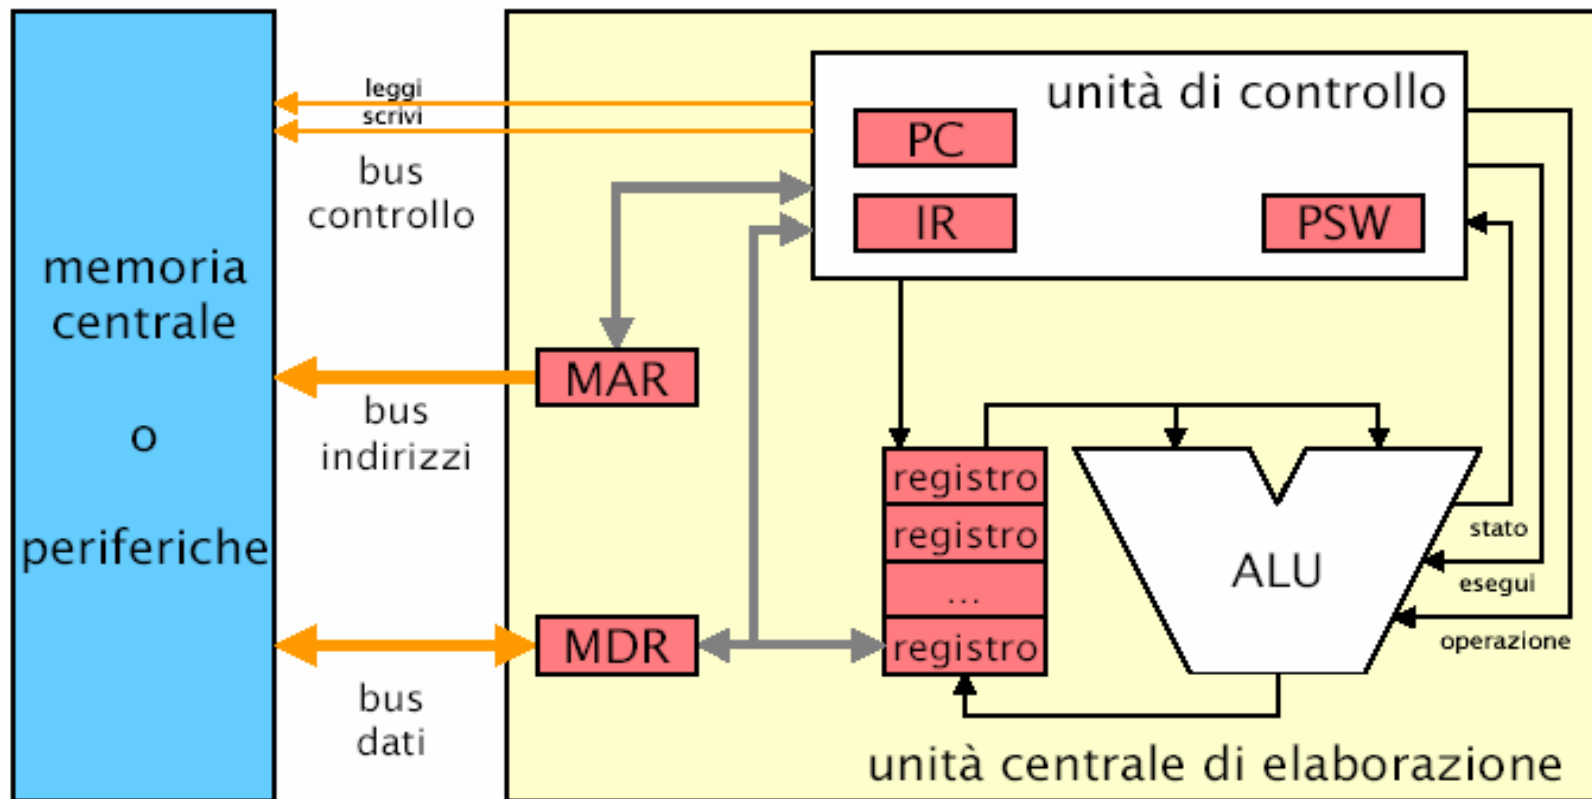 leggi
scrivi
bus
controllo
memoria
centrale
o
periferiche
bus
indirizzi
bus
dati
MAR
MDR
unità di controllo
PC
IR
PSW
registro
registro
...
registro
ALU
stato
esegui
operazione
unità centrale di elaborazione